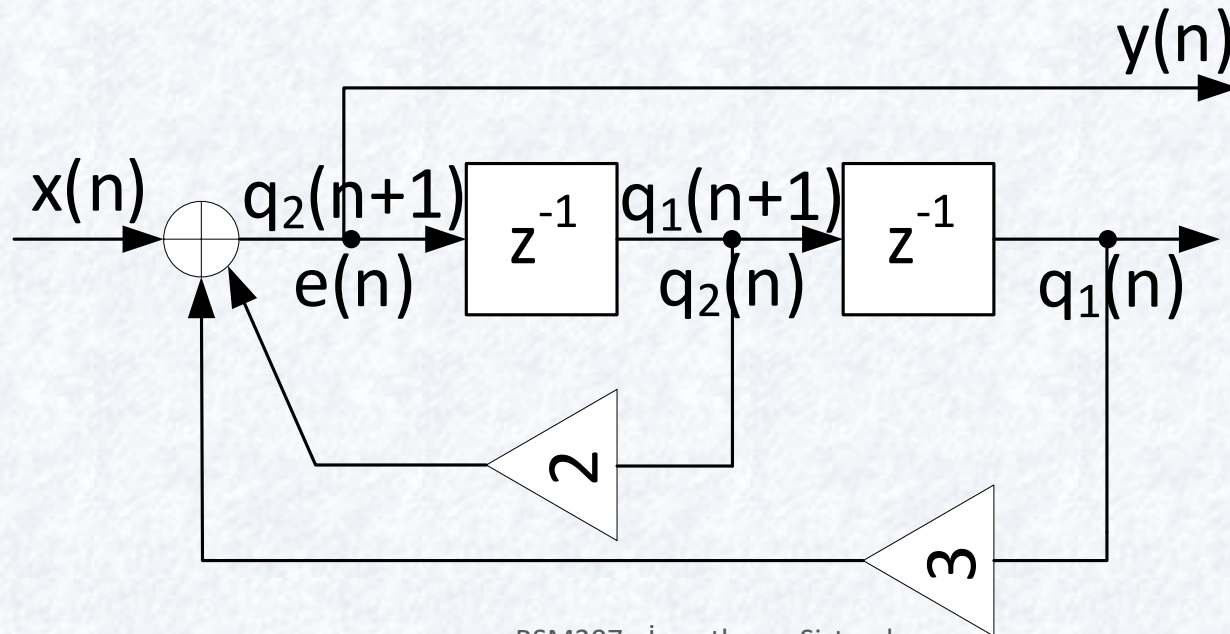 y(n)
x(n)
q₂(n+1)
z⁻¹
q₁(n+1)
z⁻¹
e(n)
q₂(n)
q₁(n)
2
3